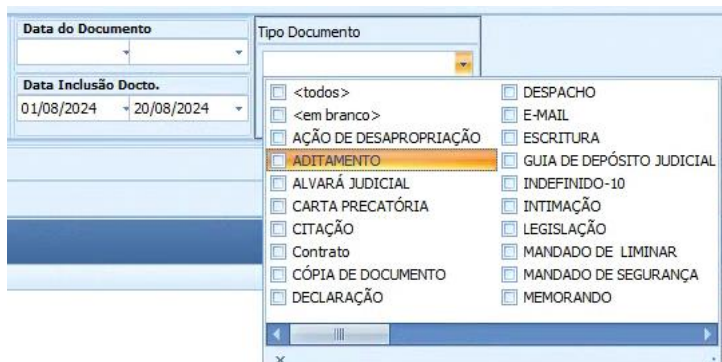 Data do Documento
Tipo Documento
Data Inclusão Docto.
01/08/2024 20/08/2024
<todos>
<em branco>
AÇÃO DE DESAPROPRIAÇÃO
ADITAMENTO
ALVARÁ JUDICIAL
CARTA PRECATÓRIA
CITAÇÃO
Contrato
CÓPIA DE DOCUMENTO
DECLARAÇÃO
DESPACHO
E-MAIL
ESCRITURA
GUIA DE DEPÓSITO JUDICIAL
INDEFINIDO-10
INTIMAÇÃO
LEGISLAÇÃO
MANDADO DE  LIMINAR
MANDADO DE SEGURANÇA
MEMORANDO